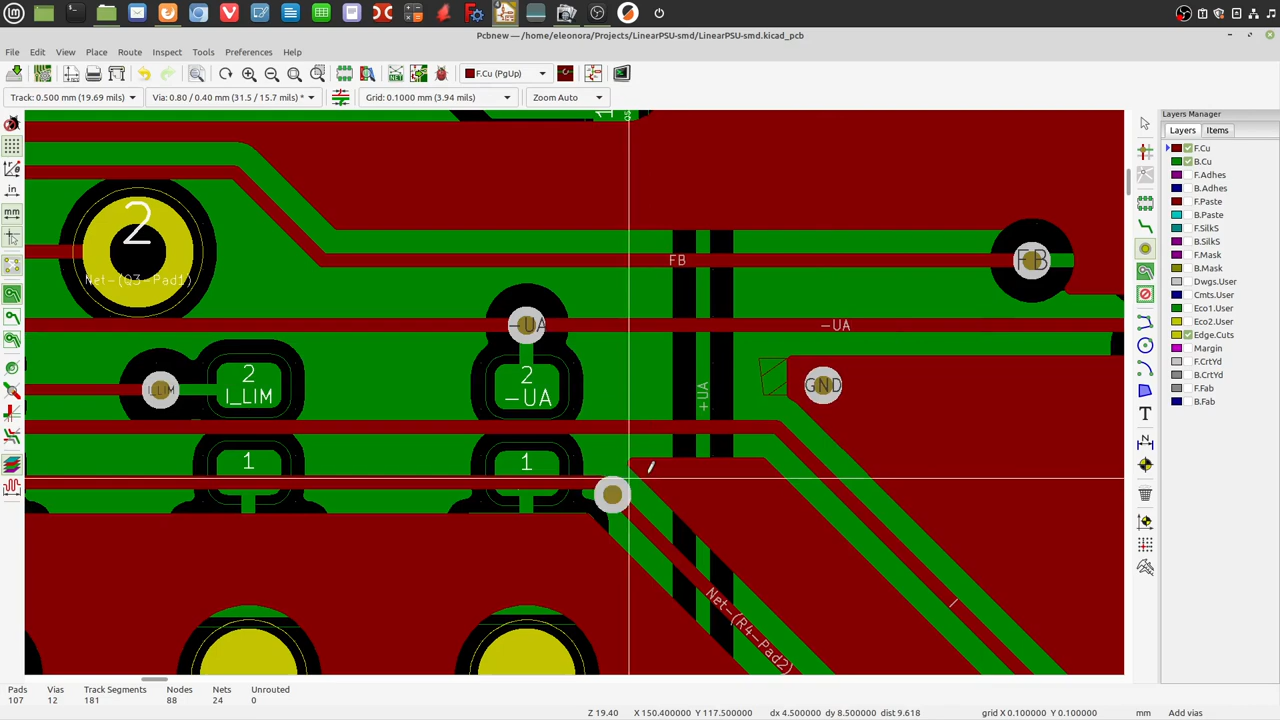 Pcbnew — /home/eleonora/Projects/LinearPSU-smd/LinearPSU-smd.kicad_pcb
File Edit View Place Route Inspect Tools Preferences Help
F.Cu (PgUp)
Track: 0.500 mm (19.69 mils)
Via: 0.80 / 0.40 mm (31.5 / 15.7 mils) *
Grid: 0.1000 mm (3.94 mils)
Zoom Auto
Layers Manager
Layers Items
F.Cu
B.Cu
F.Adhes
B.Adhes
F.Paste
B.Paste
F.SilkS
B.SilkS
F.Mask
B.Mask
Dwgs.User
Cmts.User
Eco1.User
Eco2.User
Edge.Cuts
Margin
F.CrtYd
B.CrtYd
F.Fab
B.Fab
in
mm
1
2
Net-(Q3-Pad1)
FB
FB
-UA
-UA
I_LIM
2
I_LIM
2
-UA
+UA
GND
1
1
Net-(R4-Pad2)
I
Pads Vias Track Segments Nodes Nets Unrouted
107 12 181 88 24 0
Z 19.40 X 150.400000 Y 117.500000 dx 4.500000 dy 8.500000 dist 9.618 grid X 0.100000 Y 0.100000 mm Add vias